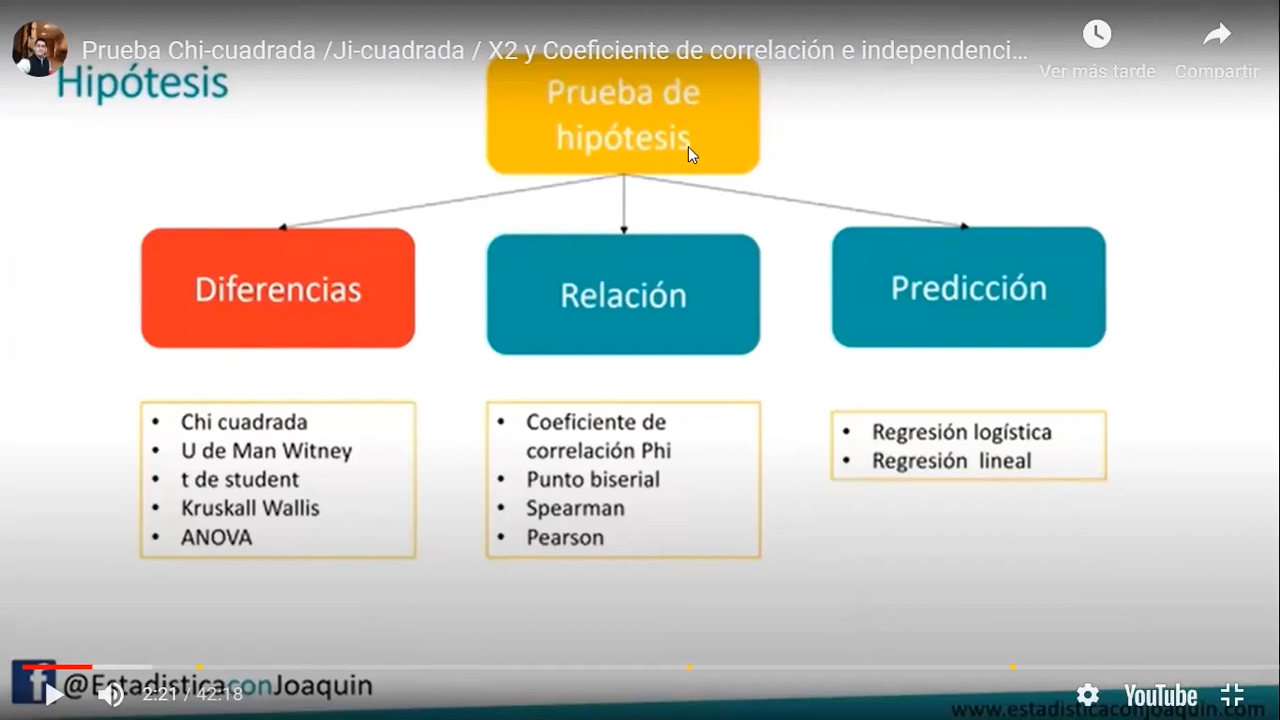 Prueba Chi-cuadrada /Ji-cuadrada / X2 y Coeficiente de correlación e independenci...
Ver más tarde
Compartir
Hipótesis
Prueba de
hipótesis
Diferencias
Relación
Predicción
• Chi cuadrada
• U de Man Witney
• t de student
• Kruskall Wallis
• ANOVA
• Coeficiente de
correlación Phi
• Punto biserial
• Spearman
• Pearson
• Regresión logística
• Regresión lineal
f @EstadisticaconJoaquin
2:21 / 42:18
YouTube
www.estadisticaconjoaquin.com